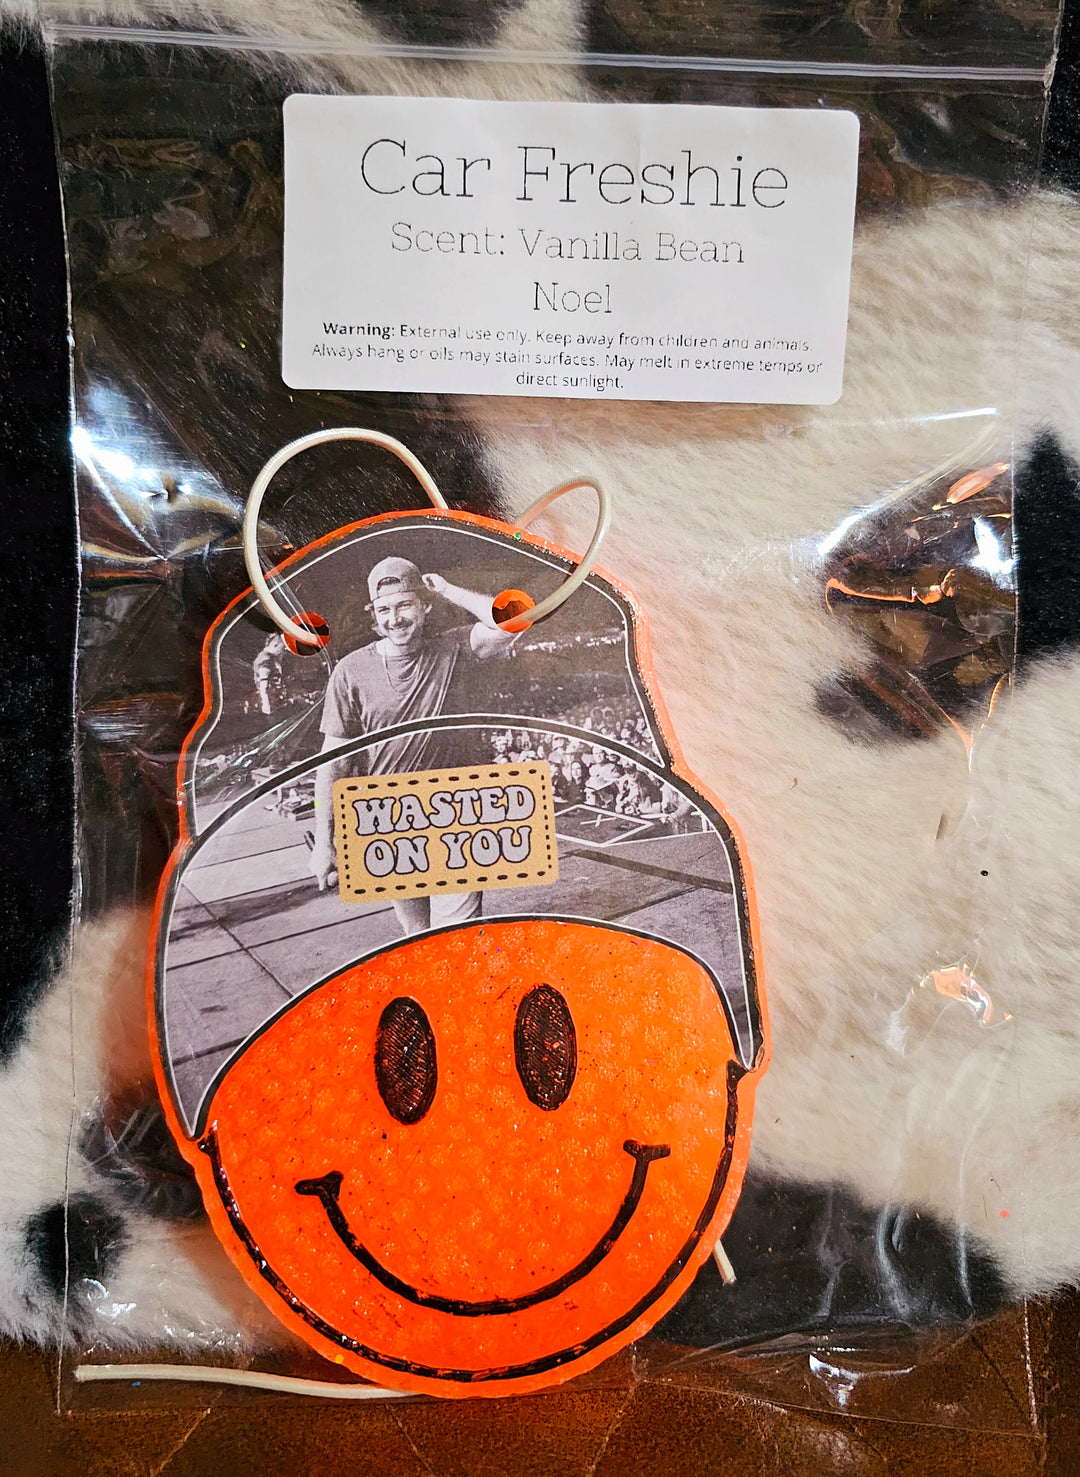 Car Freshie
Scent: Vanilla Bean
Noel
Warning: External use only. Keep away from children and animals.
Always hang or oils may stain surfaces. May melt in extreme temps or
direct sunlight.
WASTED
ON YOU